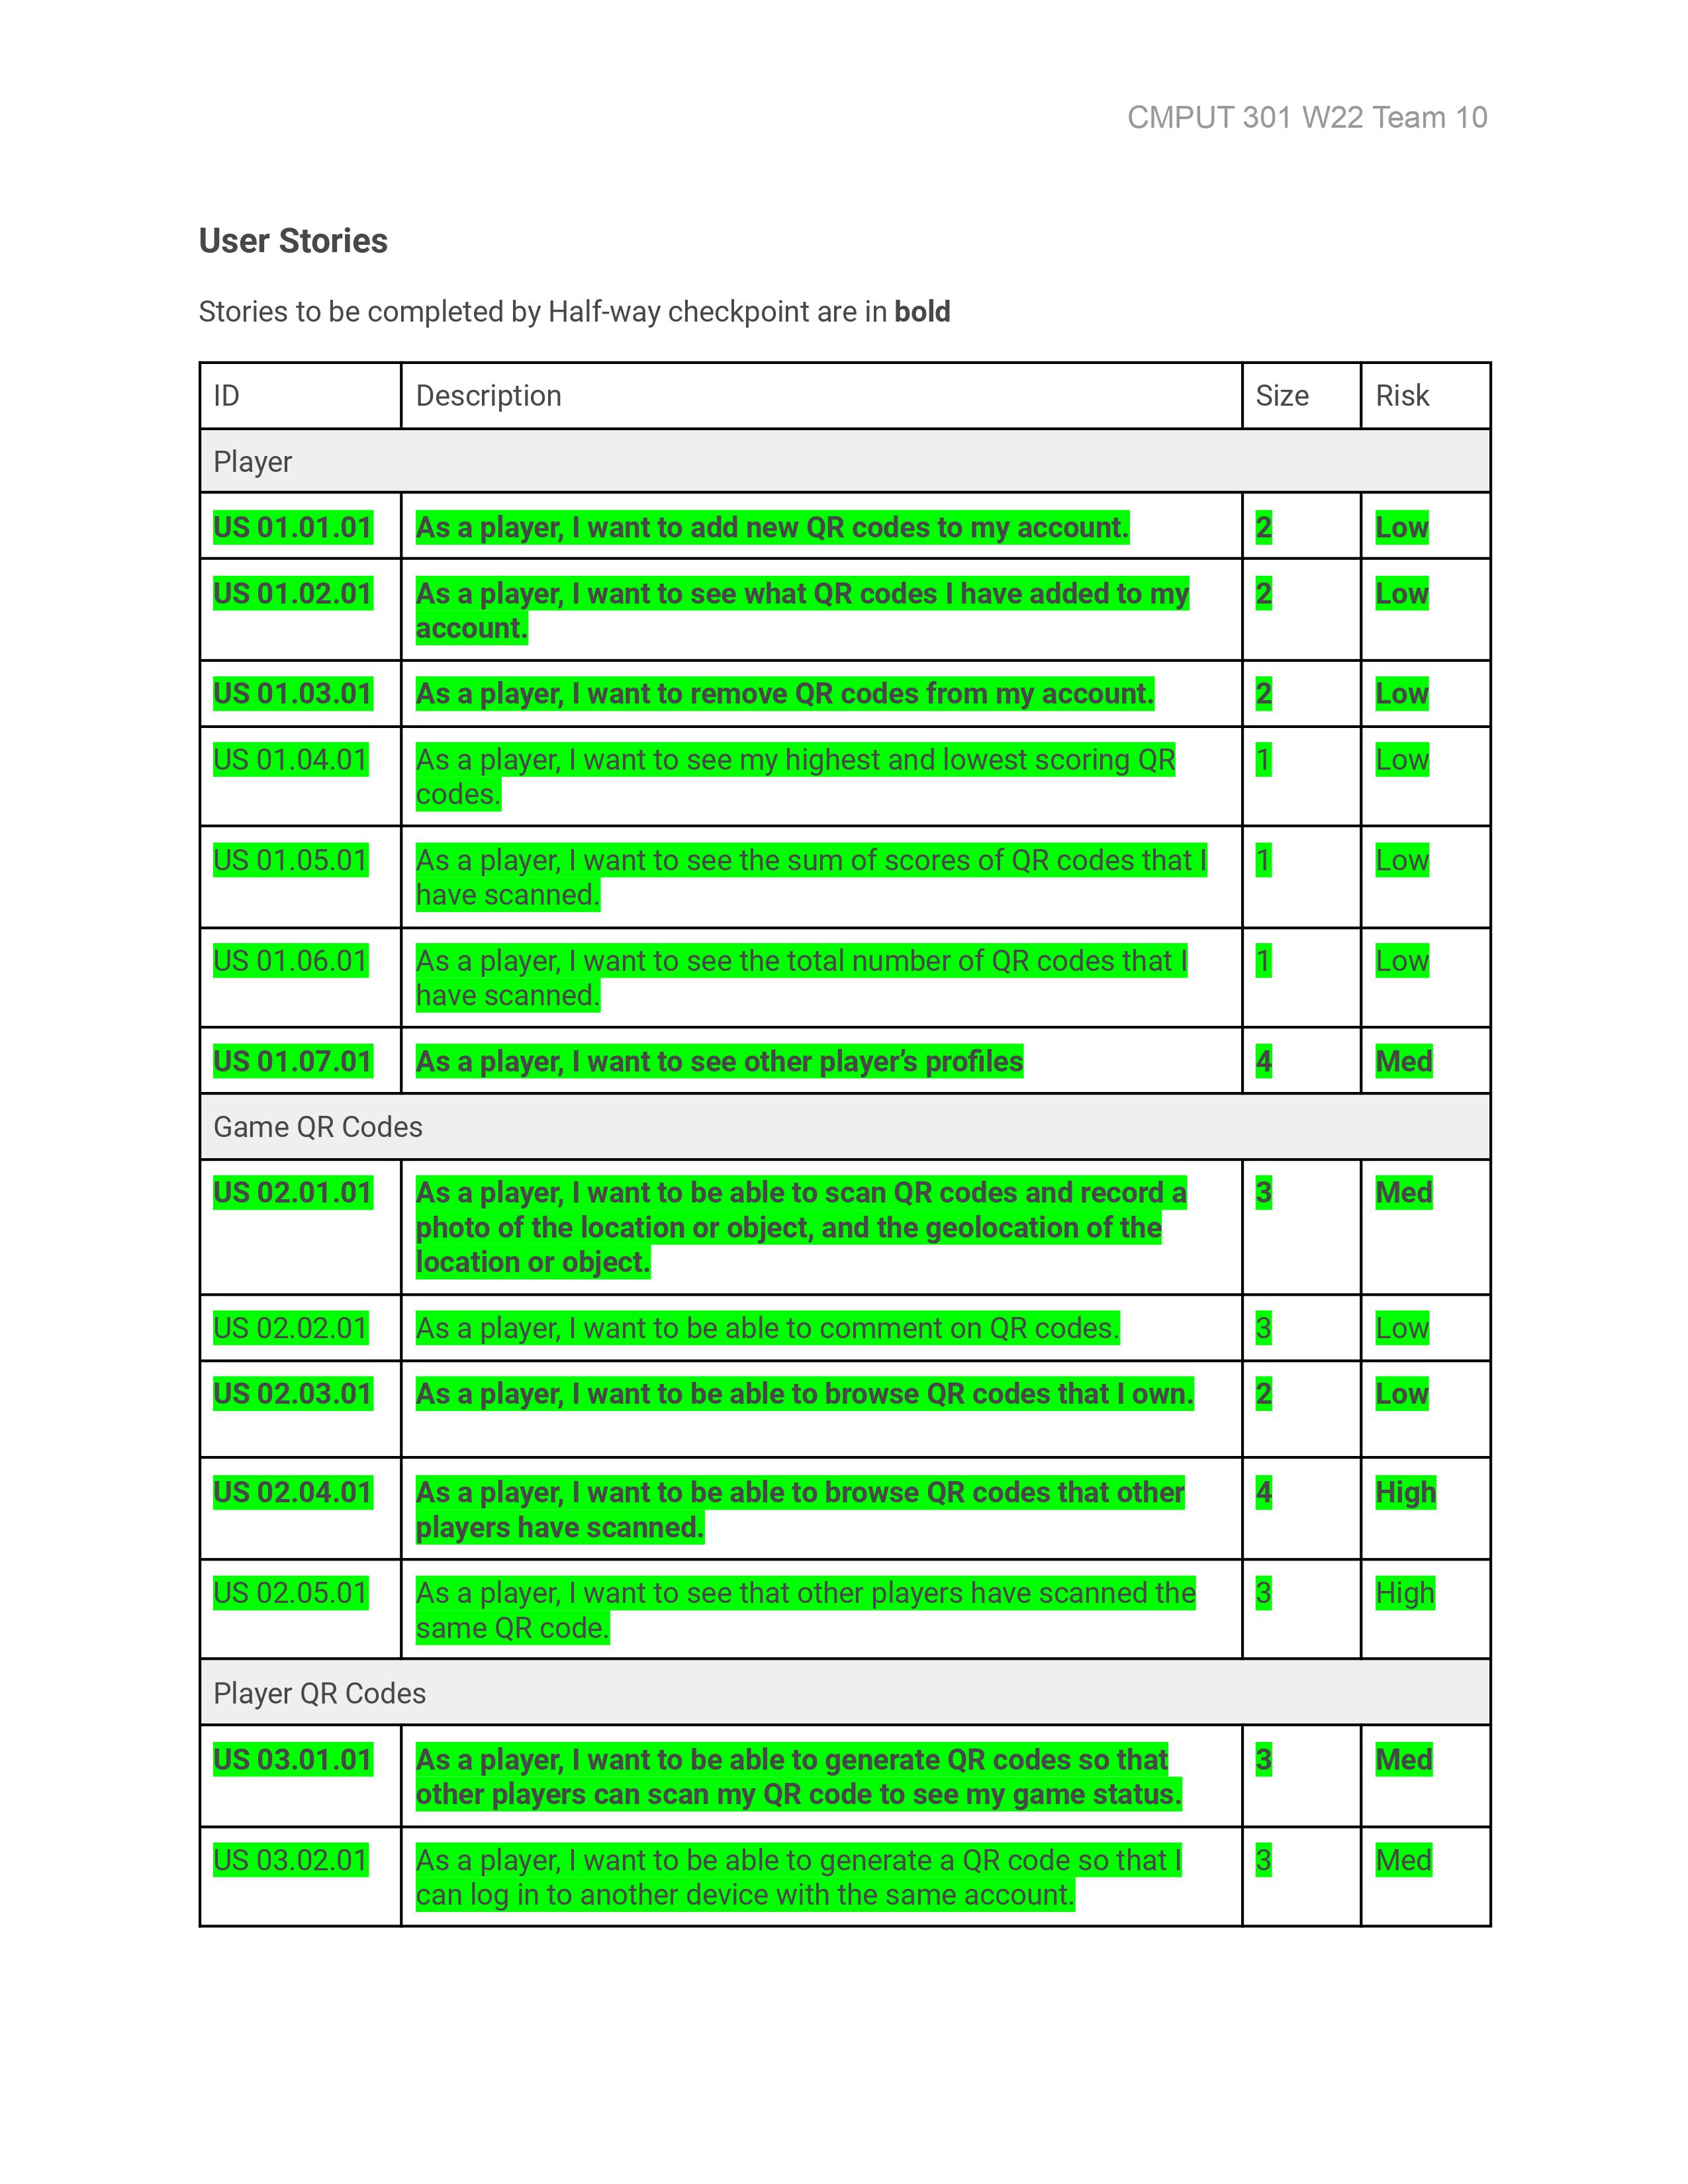 CMPUT 301 W22 Team 10
User Stories
Stories to be completed by Half-way checkpoint are in bold
ID Description Size Risk
Player
US 01.01.01 As a player, I want to add new QR codes to my account. 2 Low
US 01.02.01 As a player, I want to see what QR codes I have added to my 2 Low
account.
US 01.03.01 As a player, I want to remove QR codes from my account. 2 Low
US 01.04.01 As a player, I want to see my highest and lowest scoring QR 1 Low
codes.
US 01.05.01 As a player, I want to see the sum of scores of QR codes that I 1 Low
have scanned.
US 01.06.01 As a player, I want to see the total number of QR codes that I 1 Low
have scanned.
US 01.07.01 As a player, I want to see other player’s profiles 4 Med
Game QR Codes
US 02.01.01 As a player, I want to be able to scan QR codes and record a 3 Med
photo of the location or object, and the geolocation of the
location or object.
US 02.02.01 As a player, I want to be able to comment on QR codes. 3 Low
US 02.03.01 As a player, I want to be able to browse QR codes that I own. 2 Low
US 02.04.01 As a player, I want to be able to browse QR codes that other 4 High
players have scanned.
US 02.05.01 As a player, I want to see that other players have scanned the 3 High
same QR code.
Player QR Codes
US 03.01.01 As a player, I want to be able to generate QR codes so that 3 Med
other players can scan my QR code to see my game status.
US 03.02.01 As a player, I want to be able to generate a QR code so that I 3 Med
can log in to another device with the same account.